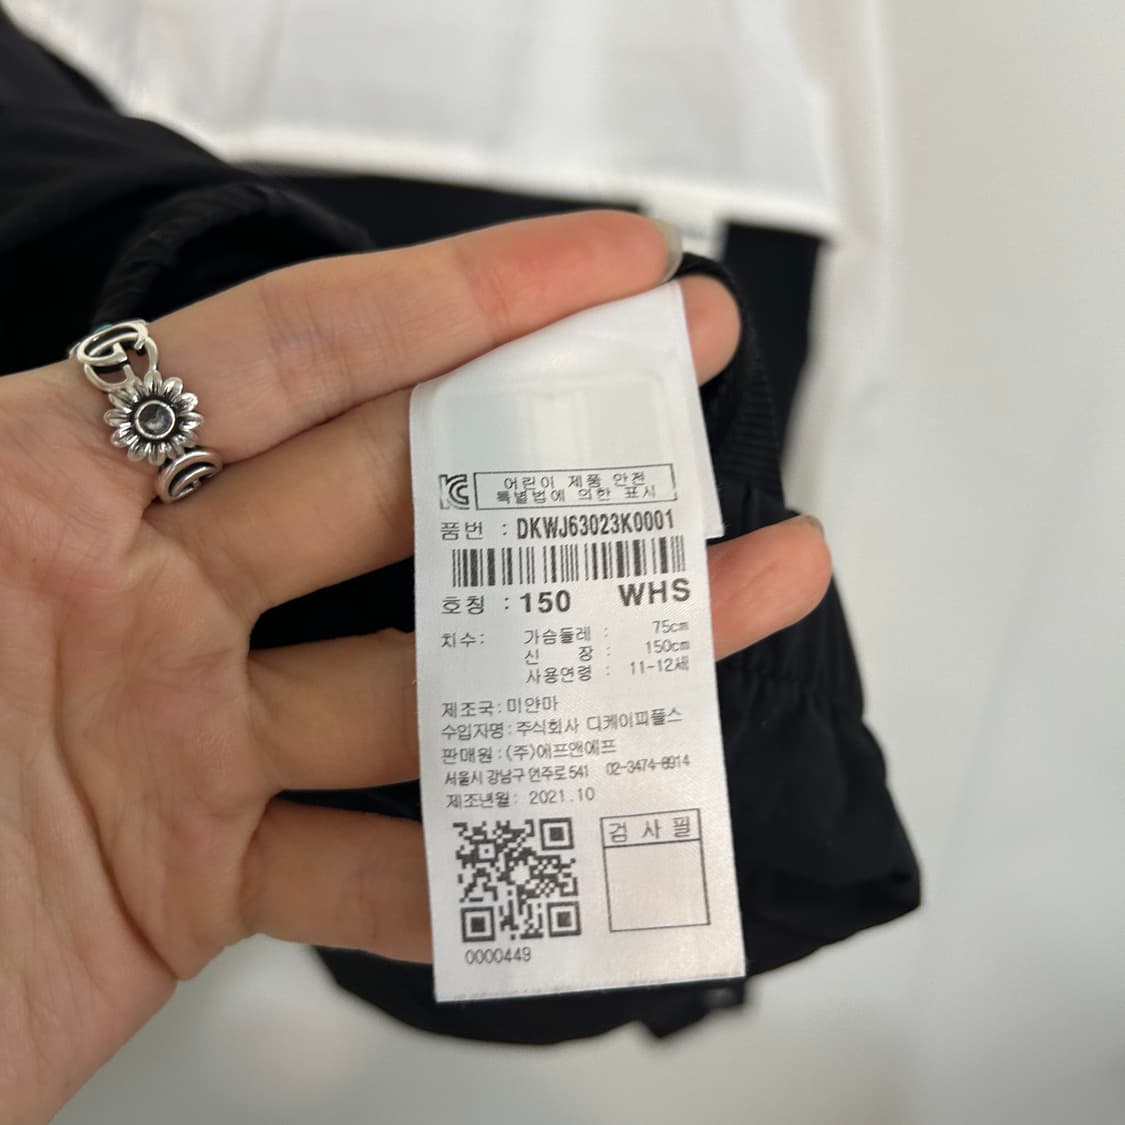 어린이 제품 안전
특별법에 의한 표시
품번 : DKWJ63023K0001
호칭 : 150 WHS
치수: 가슴둘레 : 75cm
신 장 : 150cm
사용연령 : 11-12세
제조국: 미얀마
수입자명: 주식회사 디케이피플스
판매원 : (주)에프앤에프
서울시 강남구 언주로 541 02-3474-8914
제조년월: 2021.10
검 사 필
0000449